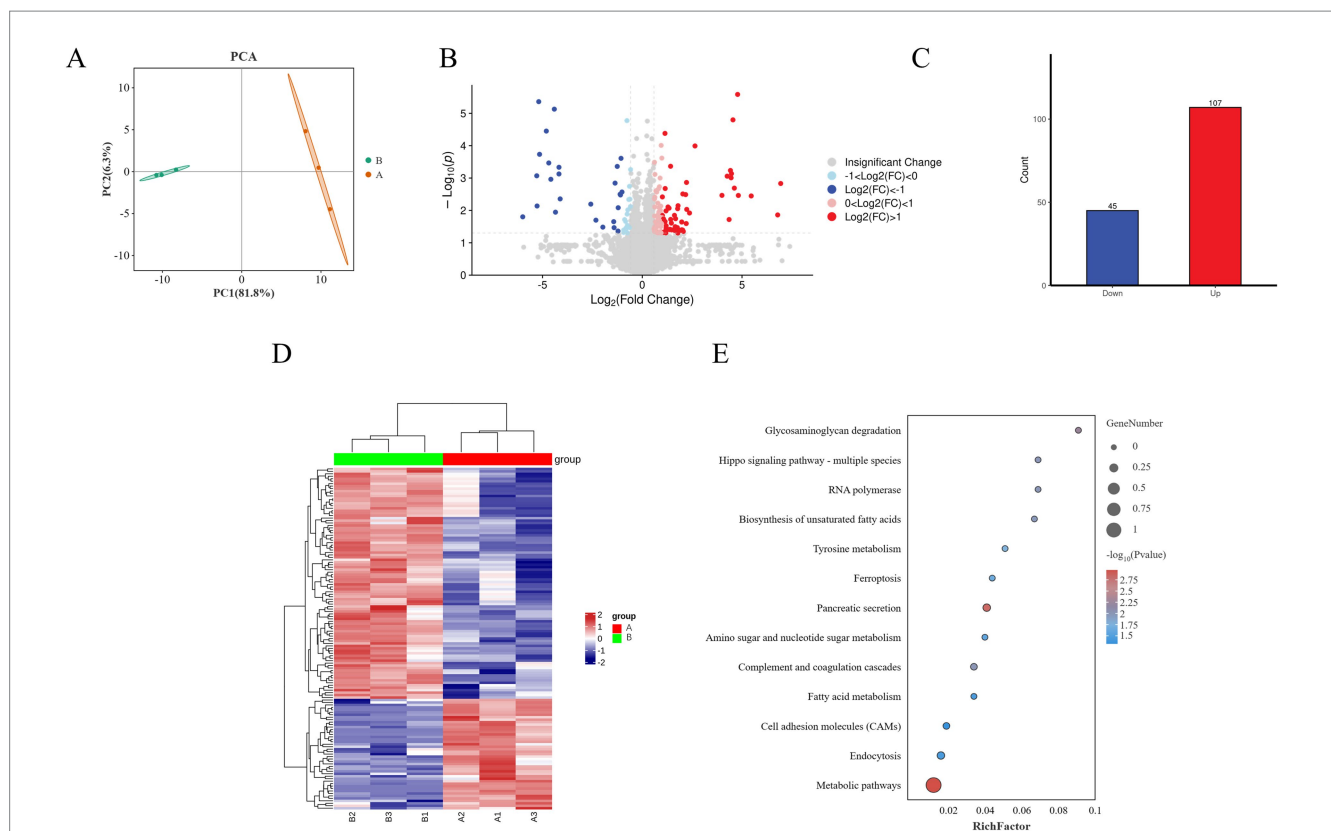 A
PCA
10
5
0
-5
-10
PC2(6.3%)
-10
0
10
PC1(81.8%)
B
A
B
5
4
3
2
1
0
− Log10(p)
-5
0
5
Log2(Fold Change)
Insignificant Change
-1<Log2(FC)<0
Log2(FC)<-1
0<Log2(FC)<1
Log2(FC)>1
C
Count
100
50
0
45
107
Down
Up
D
group
B2
B3
B1
A2
A1
A3
2
1
0
-1
-2
group
A
B
E
Glycosaminoglycan degradation
Hippo signaling pathway - multiple species
RNA polymerase
Biosynthesis of unsaturated fatty acids
Tyrosine metabolism
Ferroptosis
Pancreatic secretion
Amino sugar and nucleotide sugar metabolism
Complement and coagulation cascades
Fatty acid metabolism
Cell adhesion molecules (CAMs)
Endocytosis
Metabolic pathways
0.02
0.04
0.06
0.08
0.1
RichFactor
GeneNumber
0
0.25
0.5
0.75
1
-log10(Pvalue)
2.75
2.5
2.25
2
1.75
1.5